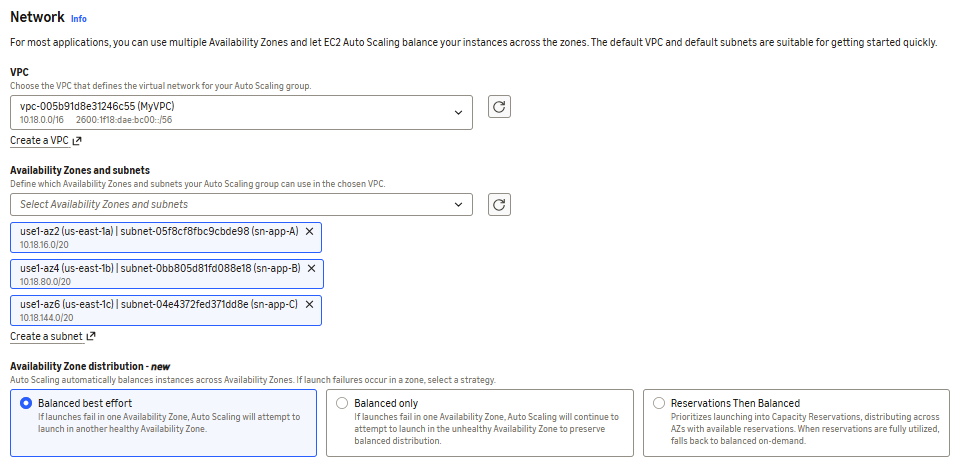 Network Info
For most applications, you can use multiple Availability Zones and let EC2 Auto Scaling balance your instances across the zones. The default VPC and default subnets are suitable for getting started quickly.
VPC
Choose the VPC that defines the virtual network for your Auto Scaling group.
vpc-005b91d8e31246c55 (MyVPC)
10.18.0.0/16 2600:1f18:dae:bc00::/56
Create a VPC
Availability Zones and subnets
Define which Availability Zones and subnets your Auto Scaling group can use in the chosen VPC.
Select Availability Zones and subnets
use1-az2 (us-east-1a) | subnet-05f8cf8fbc9cbde98 (sn-app-A)
10.18.16.0/20
use1-az4 (us-east-1b) | subnet-0bb805d81fd088e18 (sn-app-B)
10.18.80.0/20
use1-az6 (us-east-1c) | subnet-04e4372fed371dd8e (sn-app-C)
10.18.144.0/20
Create a subnet
Availability Zone distribution - new
Auto Scaling automatically balances instances across Availability Zones. If launch failures occur in a zone, select a strategy.
Balanced best effort
If launches fail in one Availability Zone, Auto Scaling will attempt to
launch in another healthy Availability Zone.
Balanced only
If launches fail in one Availability Zone, Auto Scaling will continue to
attempt to launch in the unhealthy Availability Zone to preserve
balanced distribution.
Reservations Then Balanced
Prioritizes launching into Capacity Reservations, distributing across
AZs with available reservations. When reservations are fully utilized,
falls back to balanced on-demand.